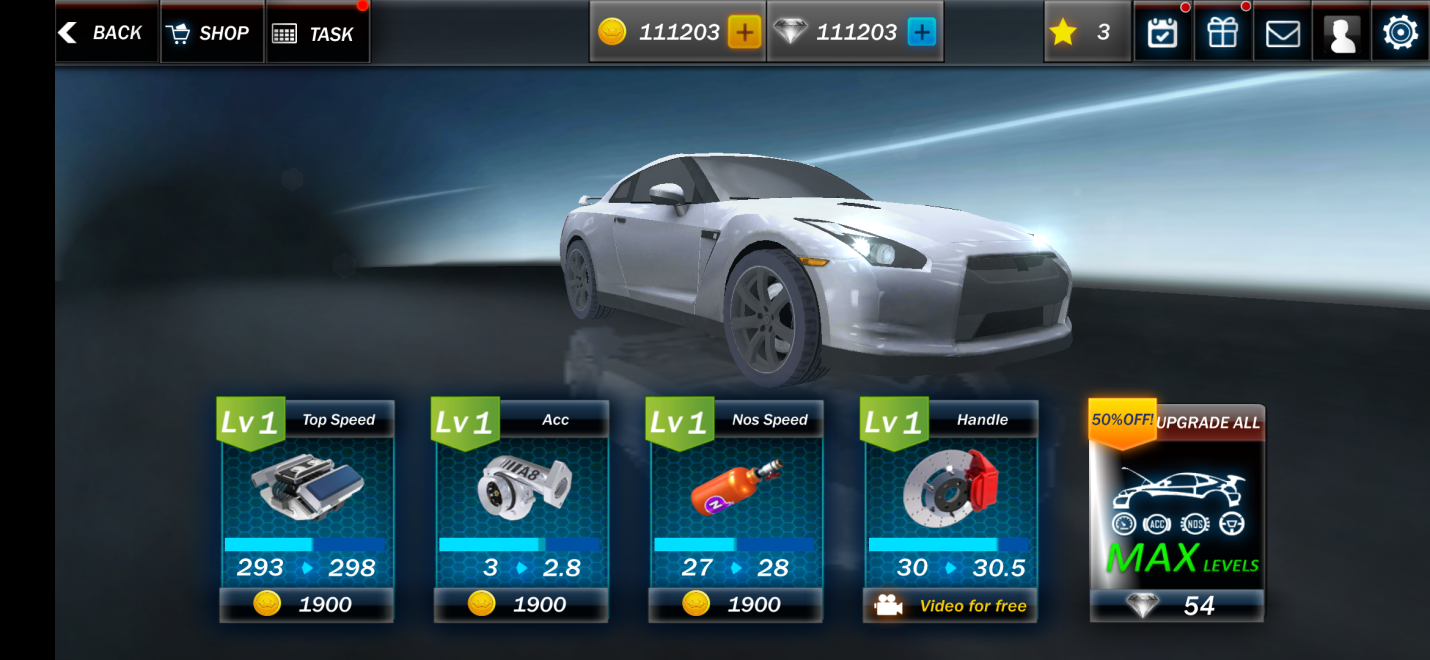 BACK
SHOP
TASK
111203
111203
3
Lv 1
Top Speed
293
298
1900
Lv 1
Acc
A8
3
2.8
1900
Lv 1
Nos Speed
N
27
28
1900
Lv 1
Handle
30
30.5
Video for free
50%OFF!
UPGRADE ALL
ACC
NOS
MAX LEVELS
54